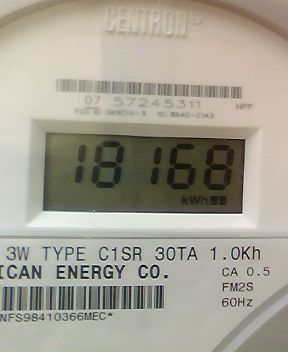 CENTRON®
07 57245311 HPP
18168
kWh
3W TYPE C1SR 30TA 1.0Kh
ICAN ENERGY CO. CA 0.5
FM2S
60Hz
NFS98410366MEC*